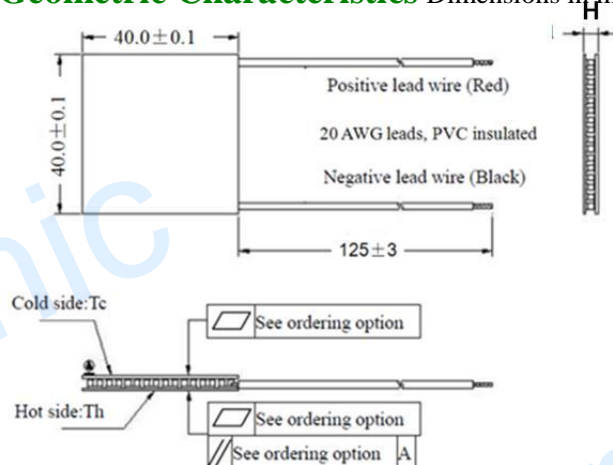 Geometric Characteristics Dimensions in
H
40.0±0.1
40.0±0.1
Positive lead wire (Red)
20 AWG leads, PVC insulated
Negative lead wire (Black)
125±3
Cold side:Tc
See ordering option
Hot side:Th
See ordering option
See ordering option A